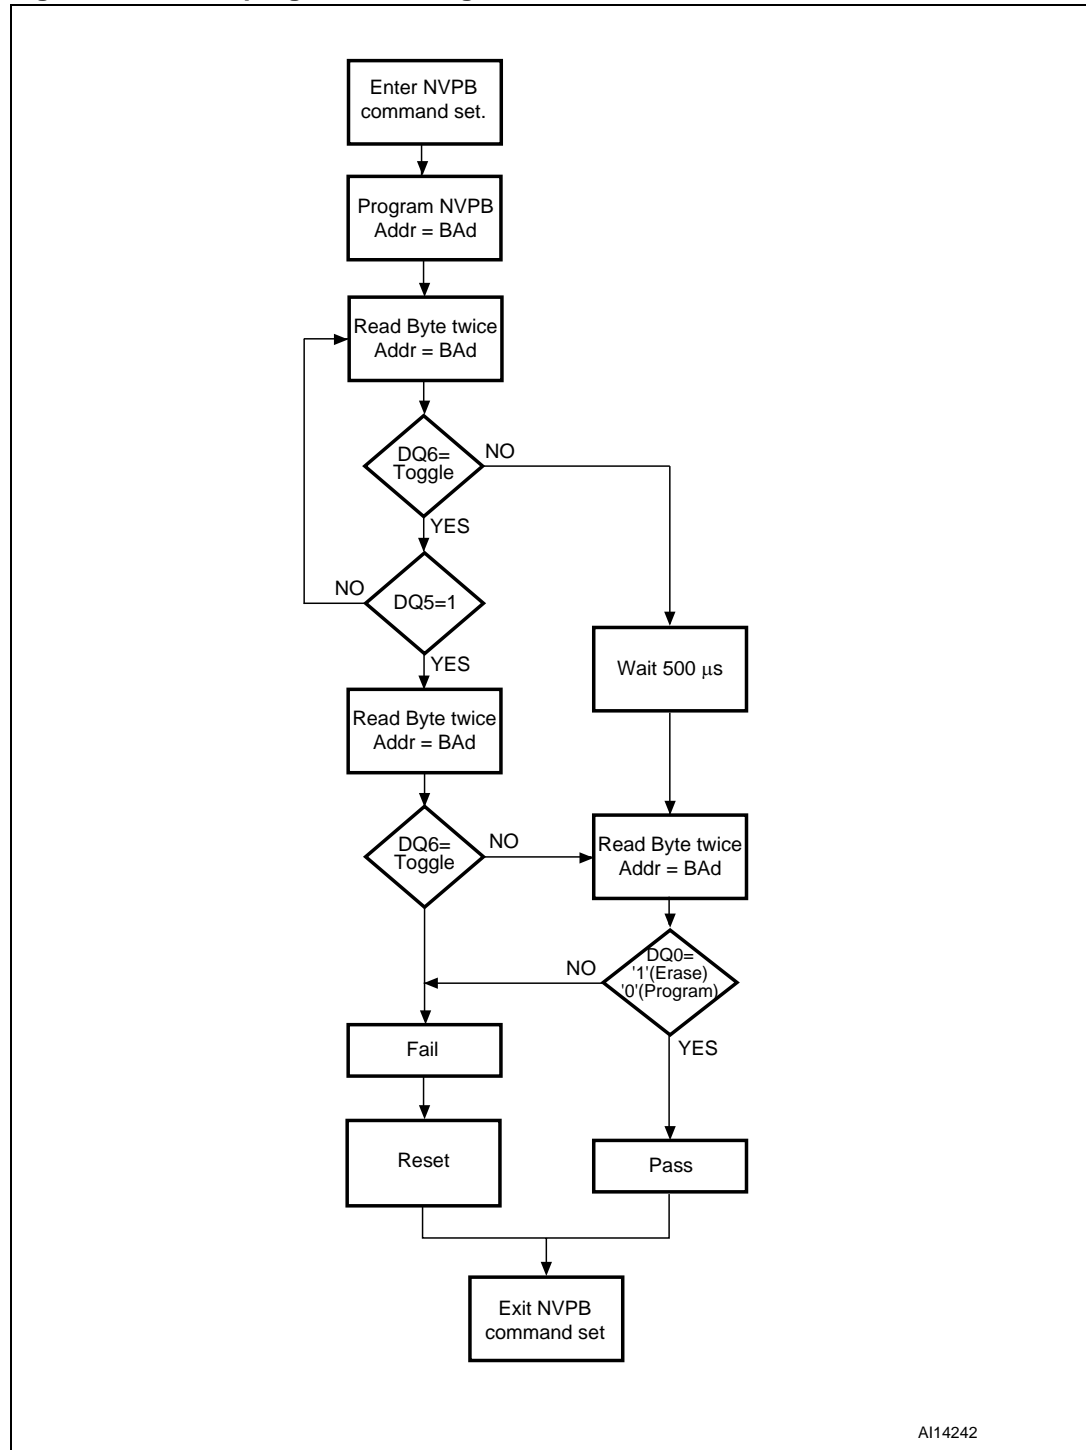 Enter NVPB
command set.
Program NVPB
Addr = BAd
Read Byte twice
Addr = BAd
DQ6=
Toggle
NO
YES
DQ5=1
NO
YES
Wait 500 µs
Read Byte twice
Addr = BAd
DQ6=
Toggle
NO
Read Byte twice
Addr = BAd
DQ0=
'1'(Erase)
'0'(Program)
NO
YES
Fail
Reset
Pass
Exit NVPB
command set
AI14242